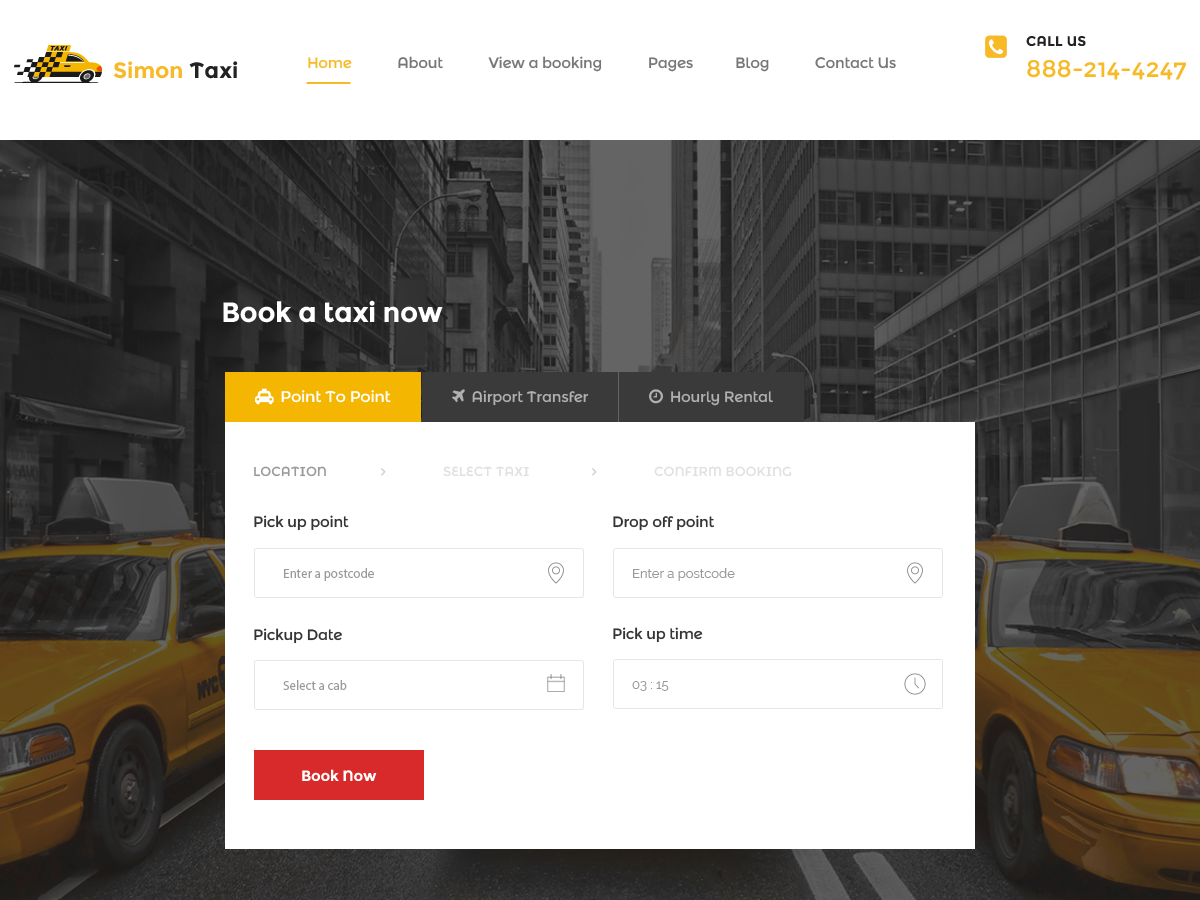 TAXI
Simon Taxi
Home
About
View a booking
Pages
Blog
Contact Us
CALL US
888-214-4247
Book a taxi now
Point To Point
Airport Transfer
Hourly Rental
LOCATION > SELECT TAXI > CONFIRM BOOKING
Pick up point
Drop off point
Enter a postcode
Enter a postcode
Pickup Date
Pick up time
Select a cab
03 : 15
NYC
Book Now